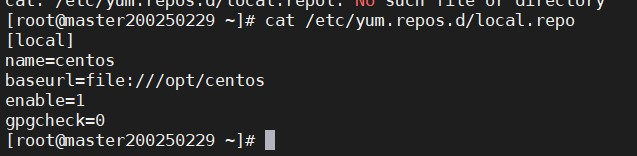 cat: /etc/yum.repos.d/local.repot: No such file or directory
[root@master200250229 ~]# cat /etc/yum.repos.d/local.repo
[local]
name=centos
baseurl=file:///opt/centos
enable=1
gpgcheck=0
[root@master200250229 ~]#